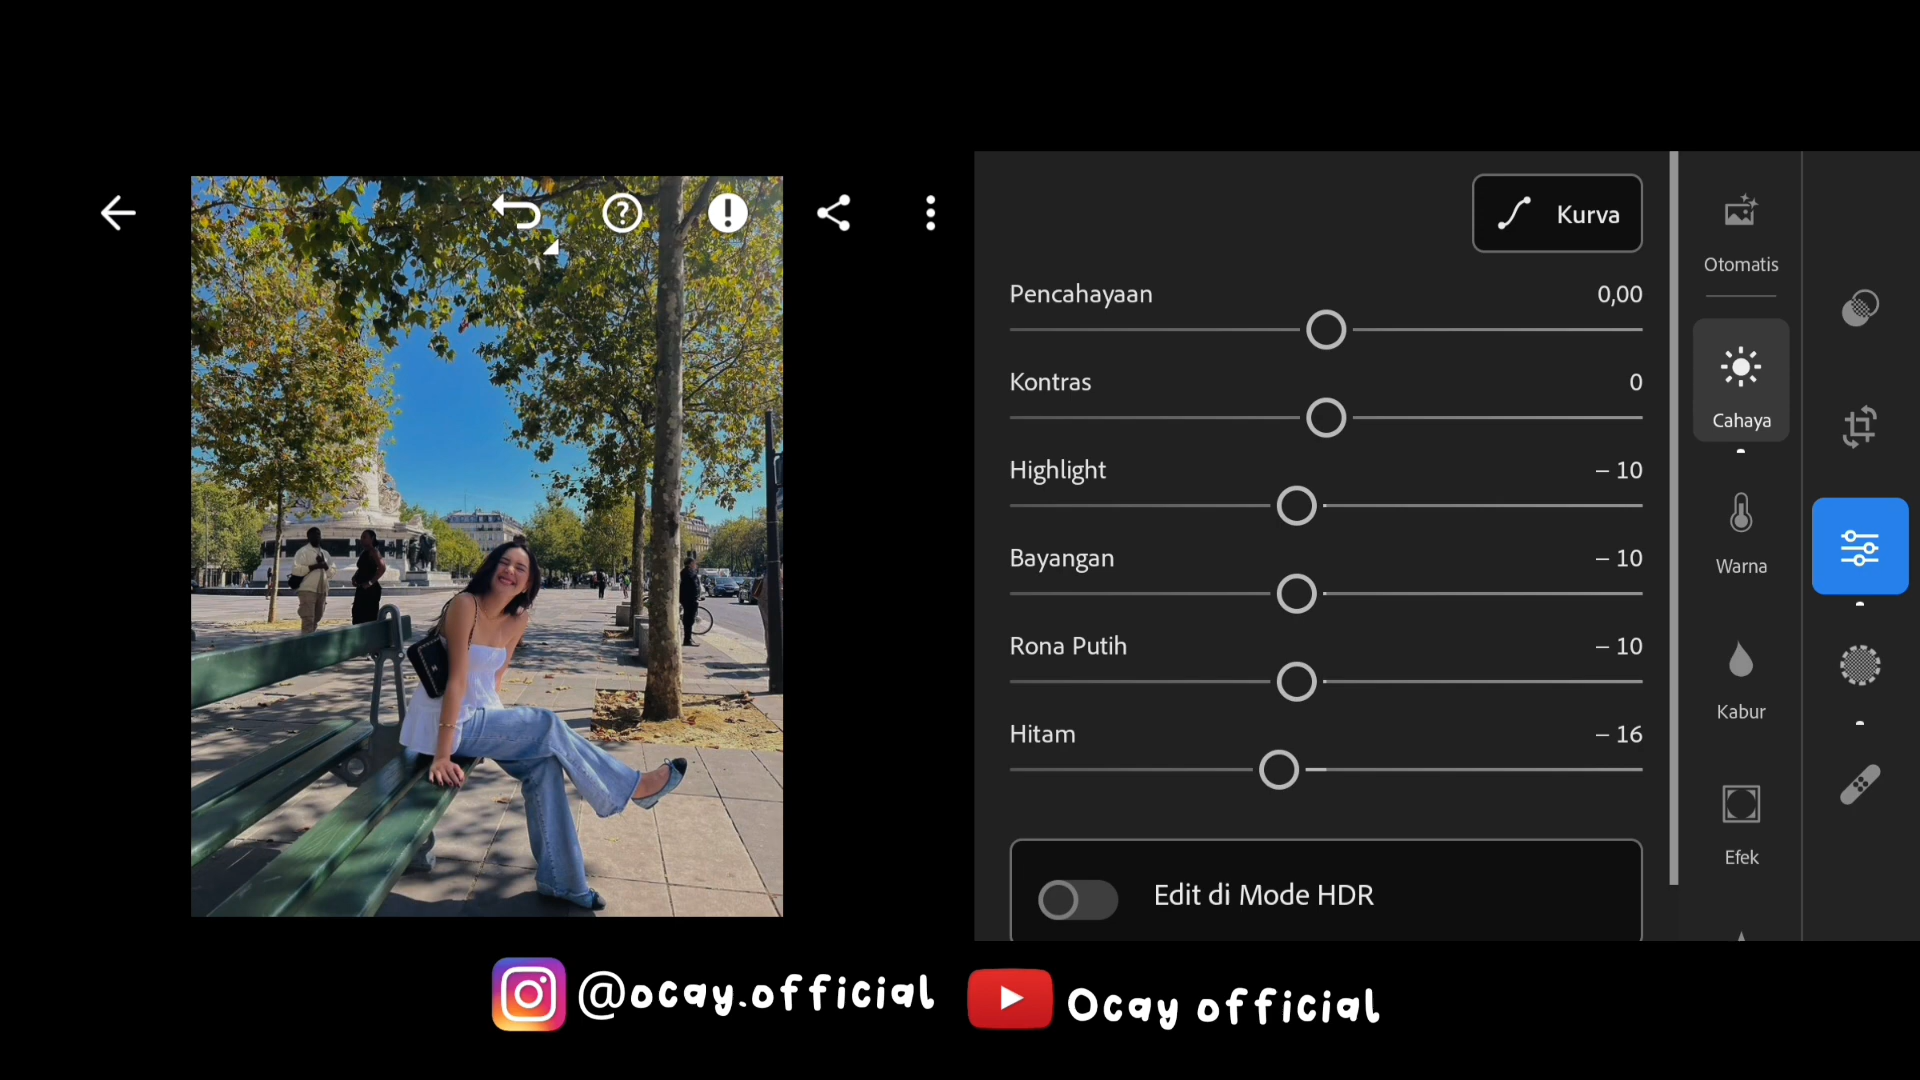 Kurva
Otomatis
Pencahayaan 0,00
Kontras 0
Cahaya
Highlight – 10
Bayangan – 10
Warna
Rona Putih – 10
Kabur
Hitam – 16
Efek
Edit di Mode HDR
@ocay.official
Ocay official